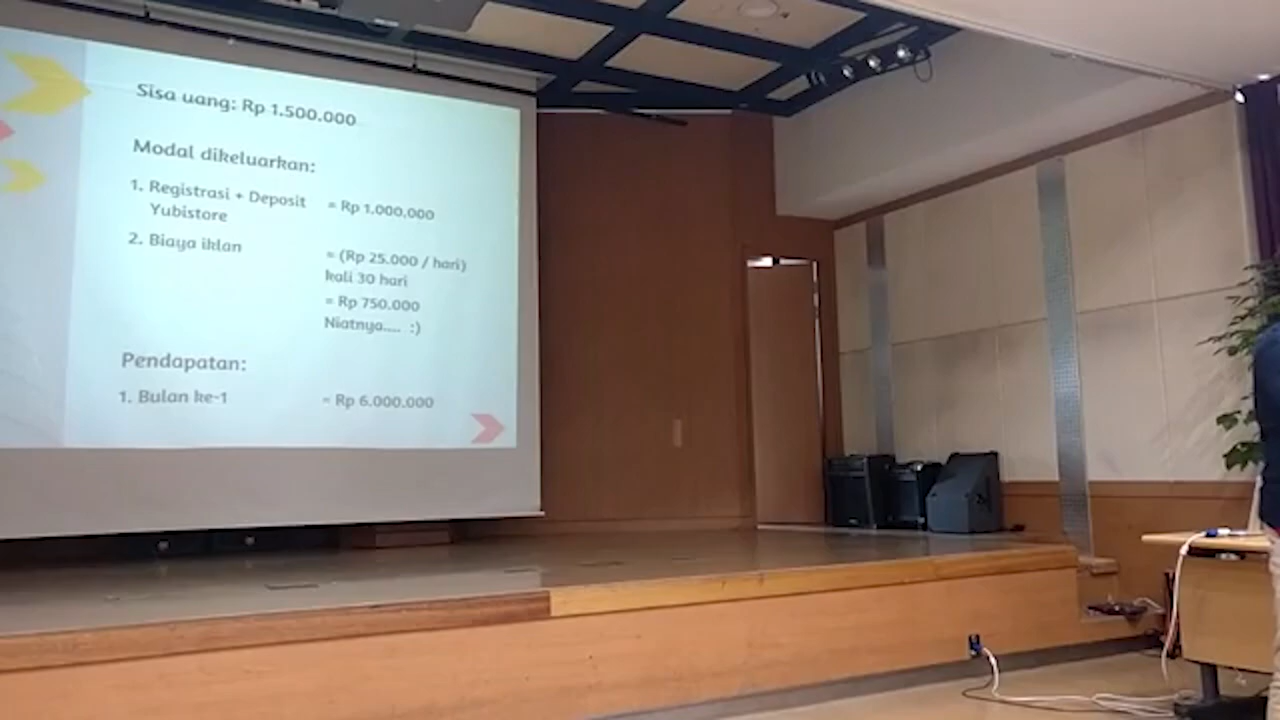 Sisa uang: Rp 1.500.000
Modal dikeluarkan:
1. Registrasi + Deposit = Rp 1.000.000
Yubistore
2. Biaya iklan = (Rp 25.000 / hari)
kali 30 hari
= Rp 750.000
Niatnya.... :)
Pendapatan:
1. Bulan ke-1 = Rp 6.000.000